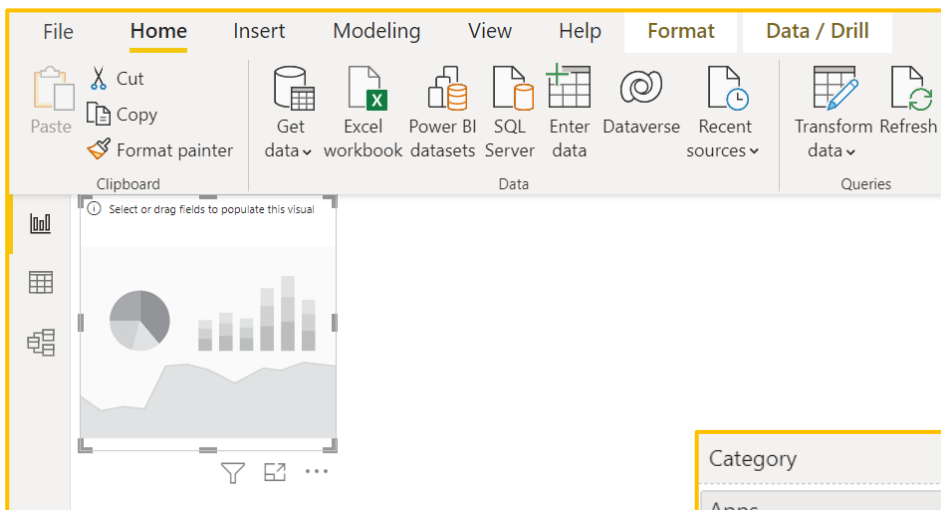 File Home Insert Modeling View Help Format Data / Drill
Paste
Cut
Copy
Format painter
Clipboard
Get data
Excel workbook
Power BI datasets
SQL Server
Enter data
Dataverse
Recent sources
Data
Transform data
Refresh
Queries
Select or drag fields to populate this visual
Category
Apps